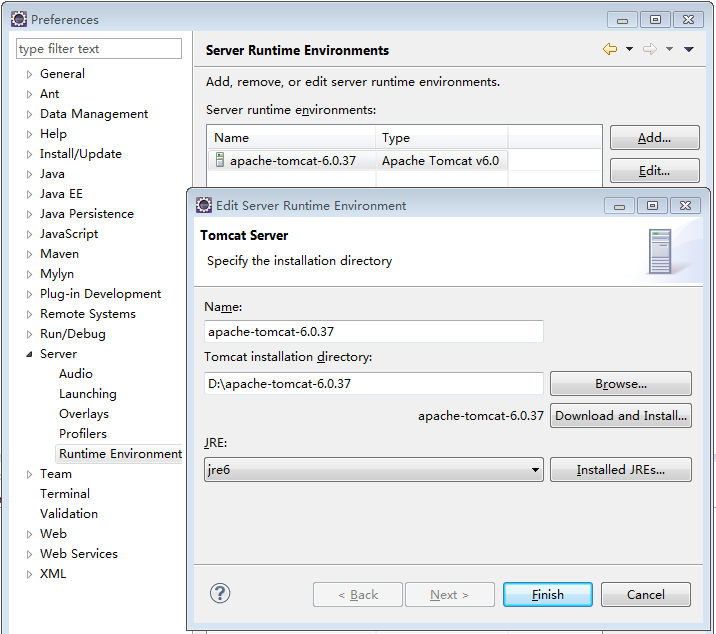 Preferences
type filter text
General
Ant
Data Management
Help
Install/Update
Java
Java EE
Java Persistence
JavaScript
Maven
Mylyn
Plug-in Development
Remote Systems
Run/Debug
Server
Audio
Launching
Overlays
Profilers
Runtime Environment
Team
Terminal
Validation
Web
Web Services
XML
Server Runtime Environments
Add, remove, or edit server runtime environments.
Server runtime environments:
Name Type
apache-tomcat-6.0.37 Apache Tomcat v6.0
Add...
Edit...
Edit Server Runtime Environment
Tomcat Server
Specify the installation directory
Name:
apache-tomcat-6.0.37
Tomcat installation directory:
D:\apache-tomcat-6.0.37
Browse...
apache-tomcat-6.0.37 Download and Install...
JRE:
jre6
Installed JREs...
?
< Back Next > Finish Cancel